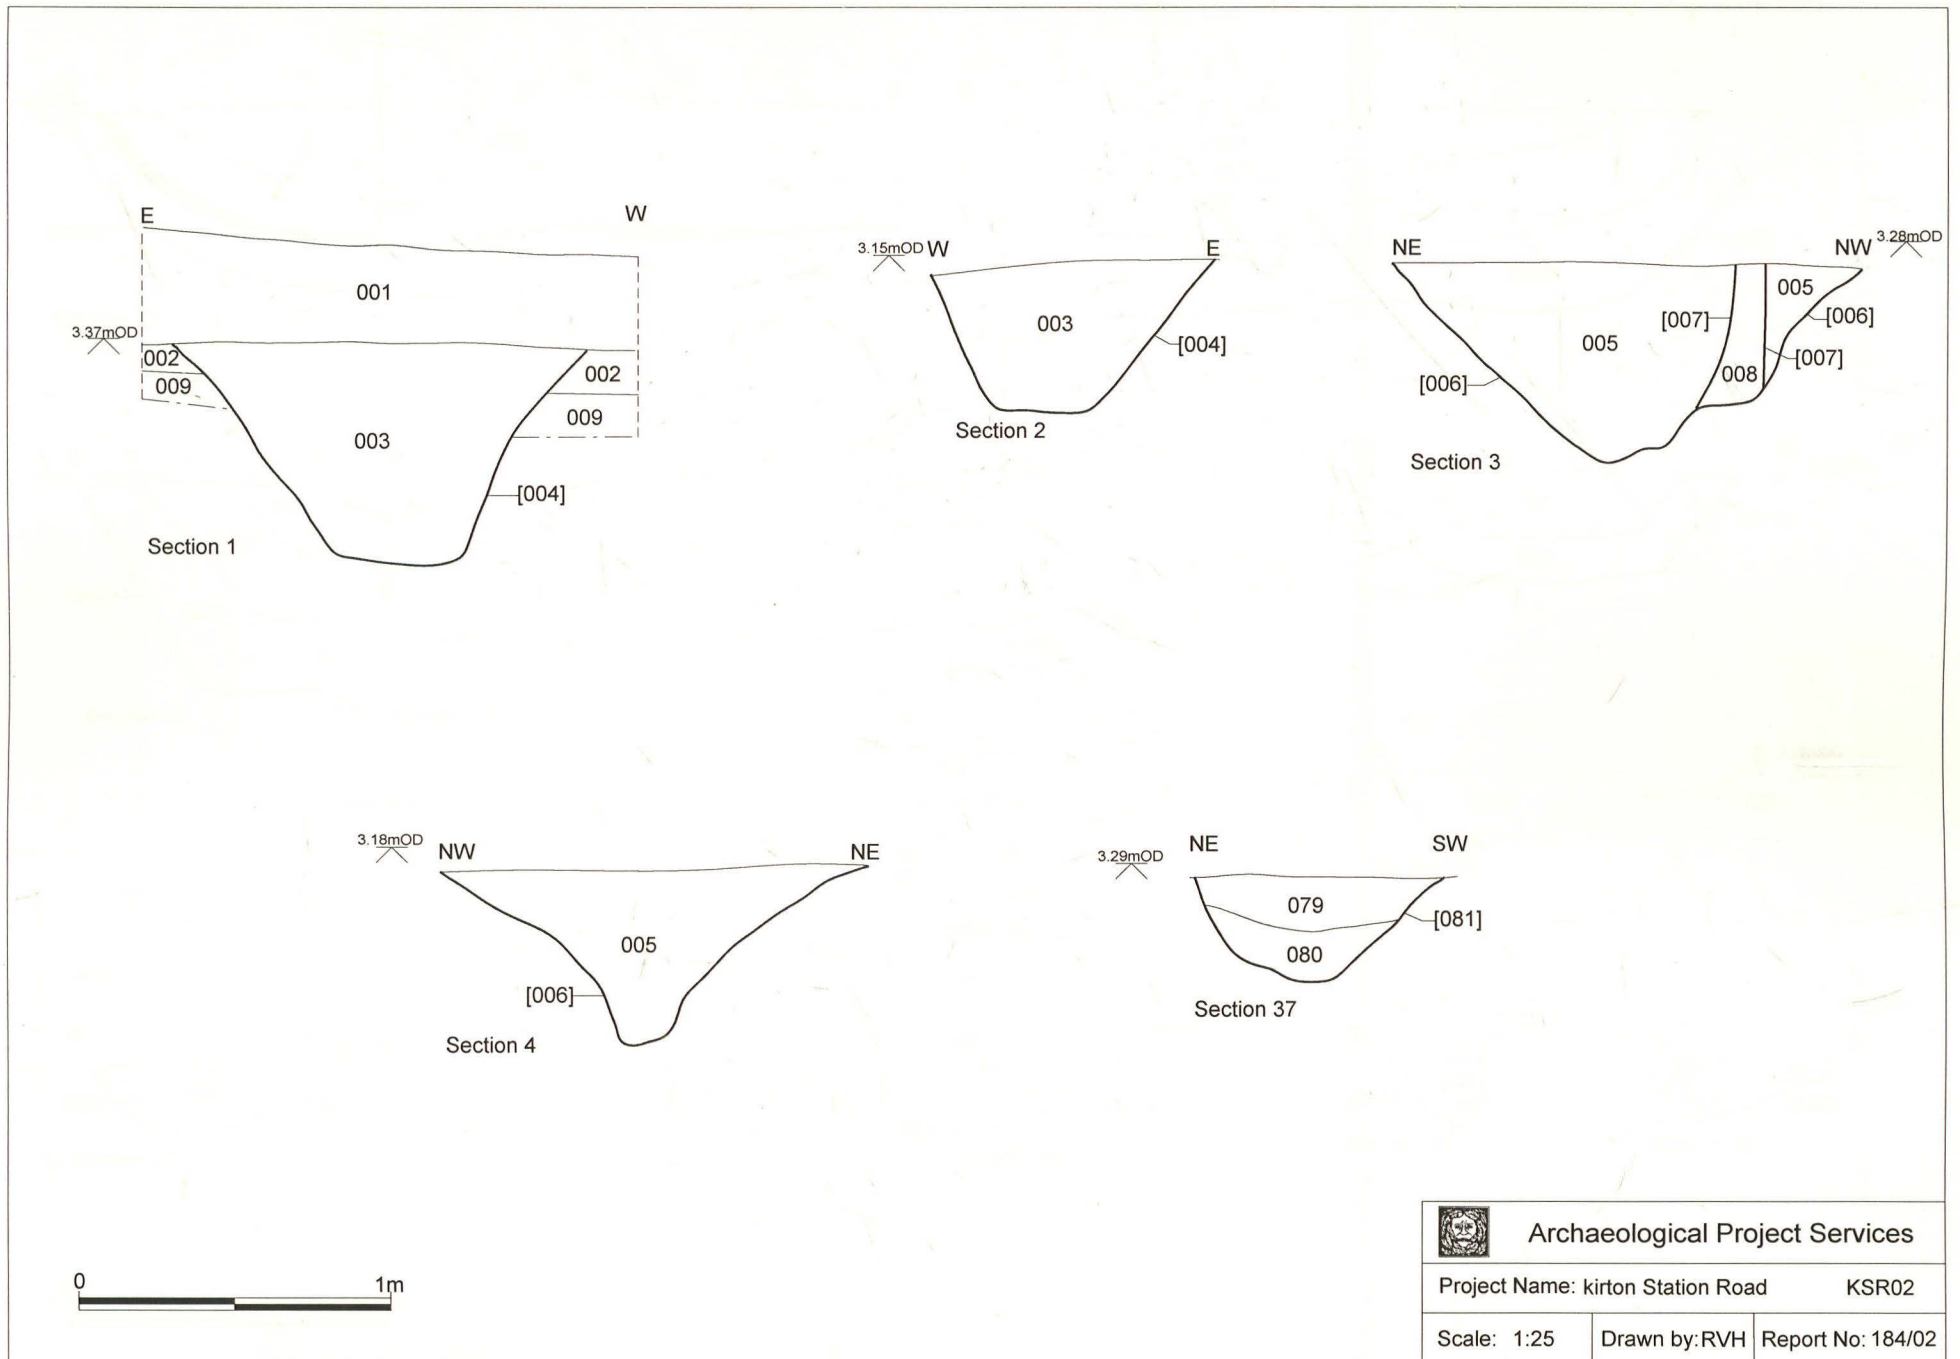 E W
001
3.37mOD
002 002
009 009
003
[004]
Section 1
3.15mOD W E
003
[004]
Section 2
NE NW 3.28mOD
005
[007] [006]
005
[007]
008
[006]
Section 3
3.18mOD
NW NE
005
[006]
Section 4
NE SW
3.29mOD
079
[081]
080
Section 37
0 1m
Archaeological Project Services
Project Name: kirton Station Road KSR02
Scale: 1:25 Drawn by: RVH Report No: 184/02